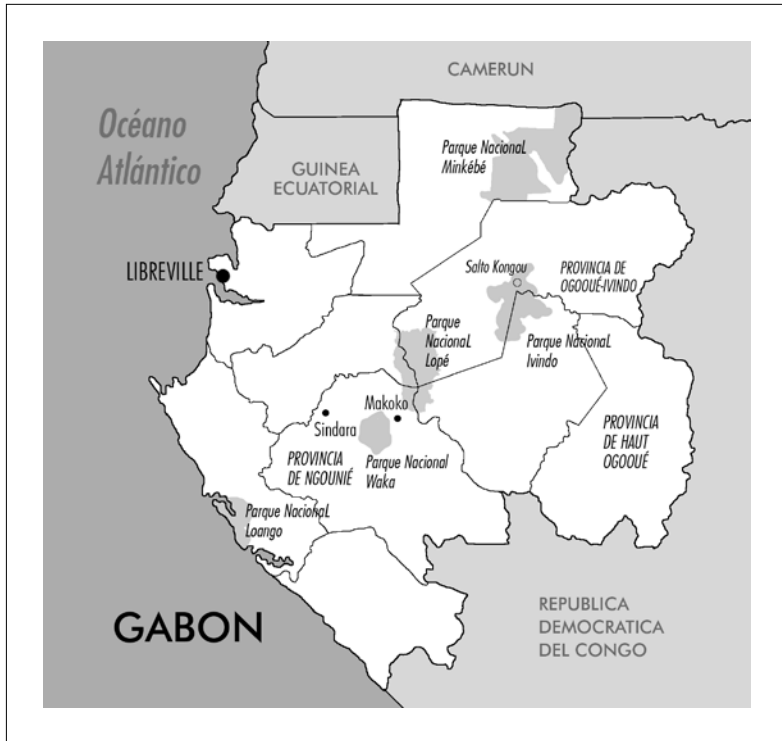 CAMERUN
Océano
Atlántico
Parque Nacional
Minkébé
GUINEA
ECUATORIAL
LIBREVILLE
Salto Kongou
PROVINCIA DE
OGOOUÉ-IVINDO
Parque
Nacional
Lopé
Parque Nacional
Ivindo
Makoko
Sindara
PROVINCIA
DE NGOUNIÉ
Parque Nacional
Waka
PROVINCIA
DE HAUT
OGOOUÉ
Parque Nacional
Loango
GABON
REPUBLICA
DEMOCRATICA
DEL CONGO